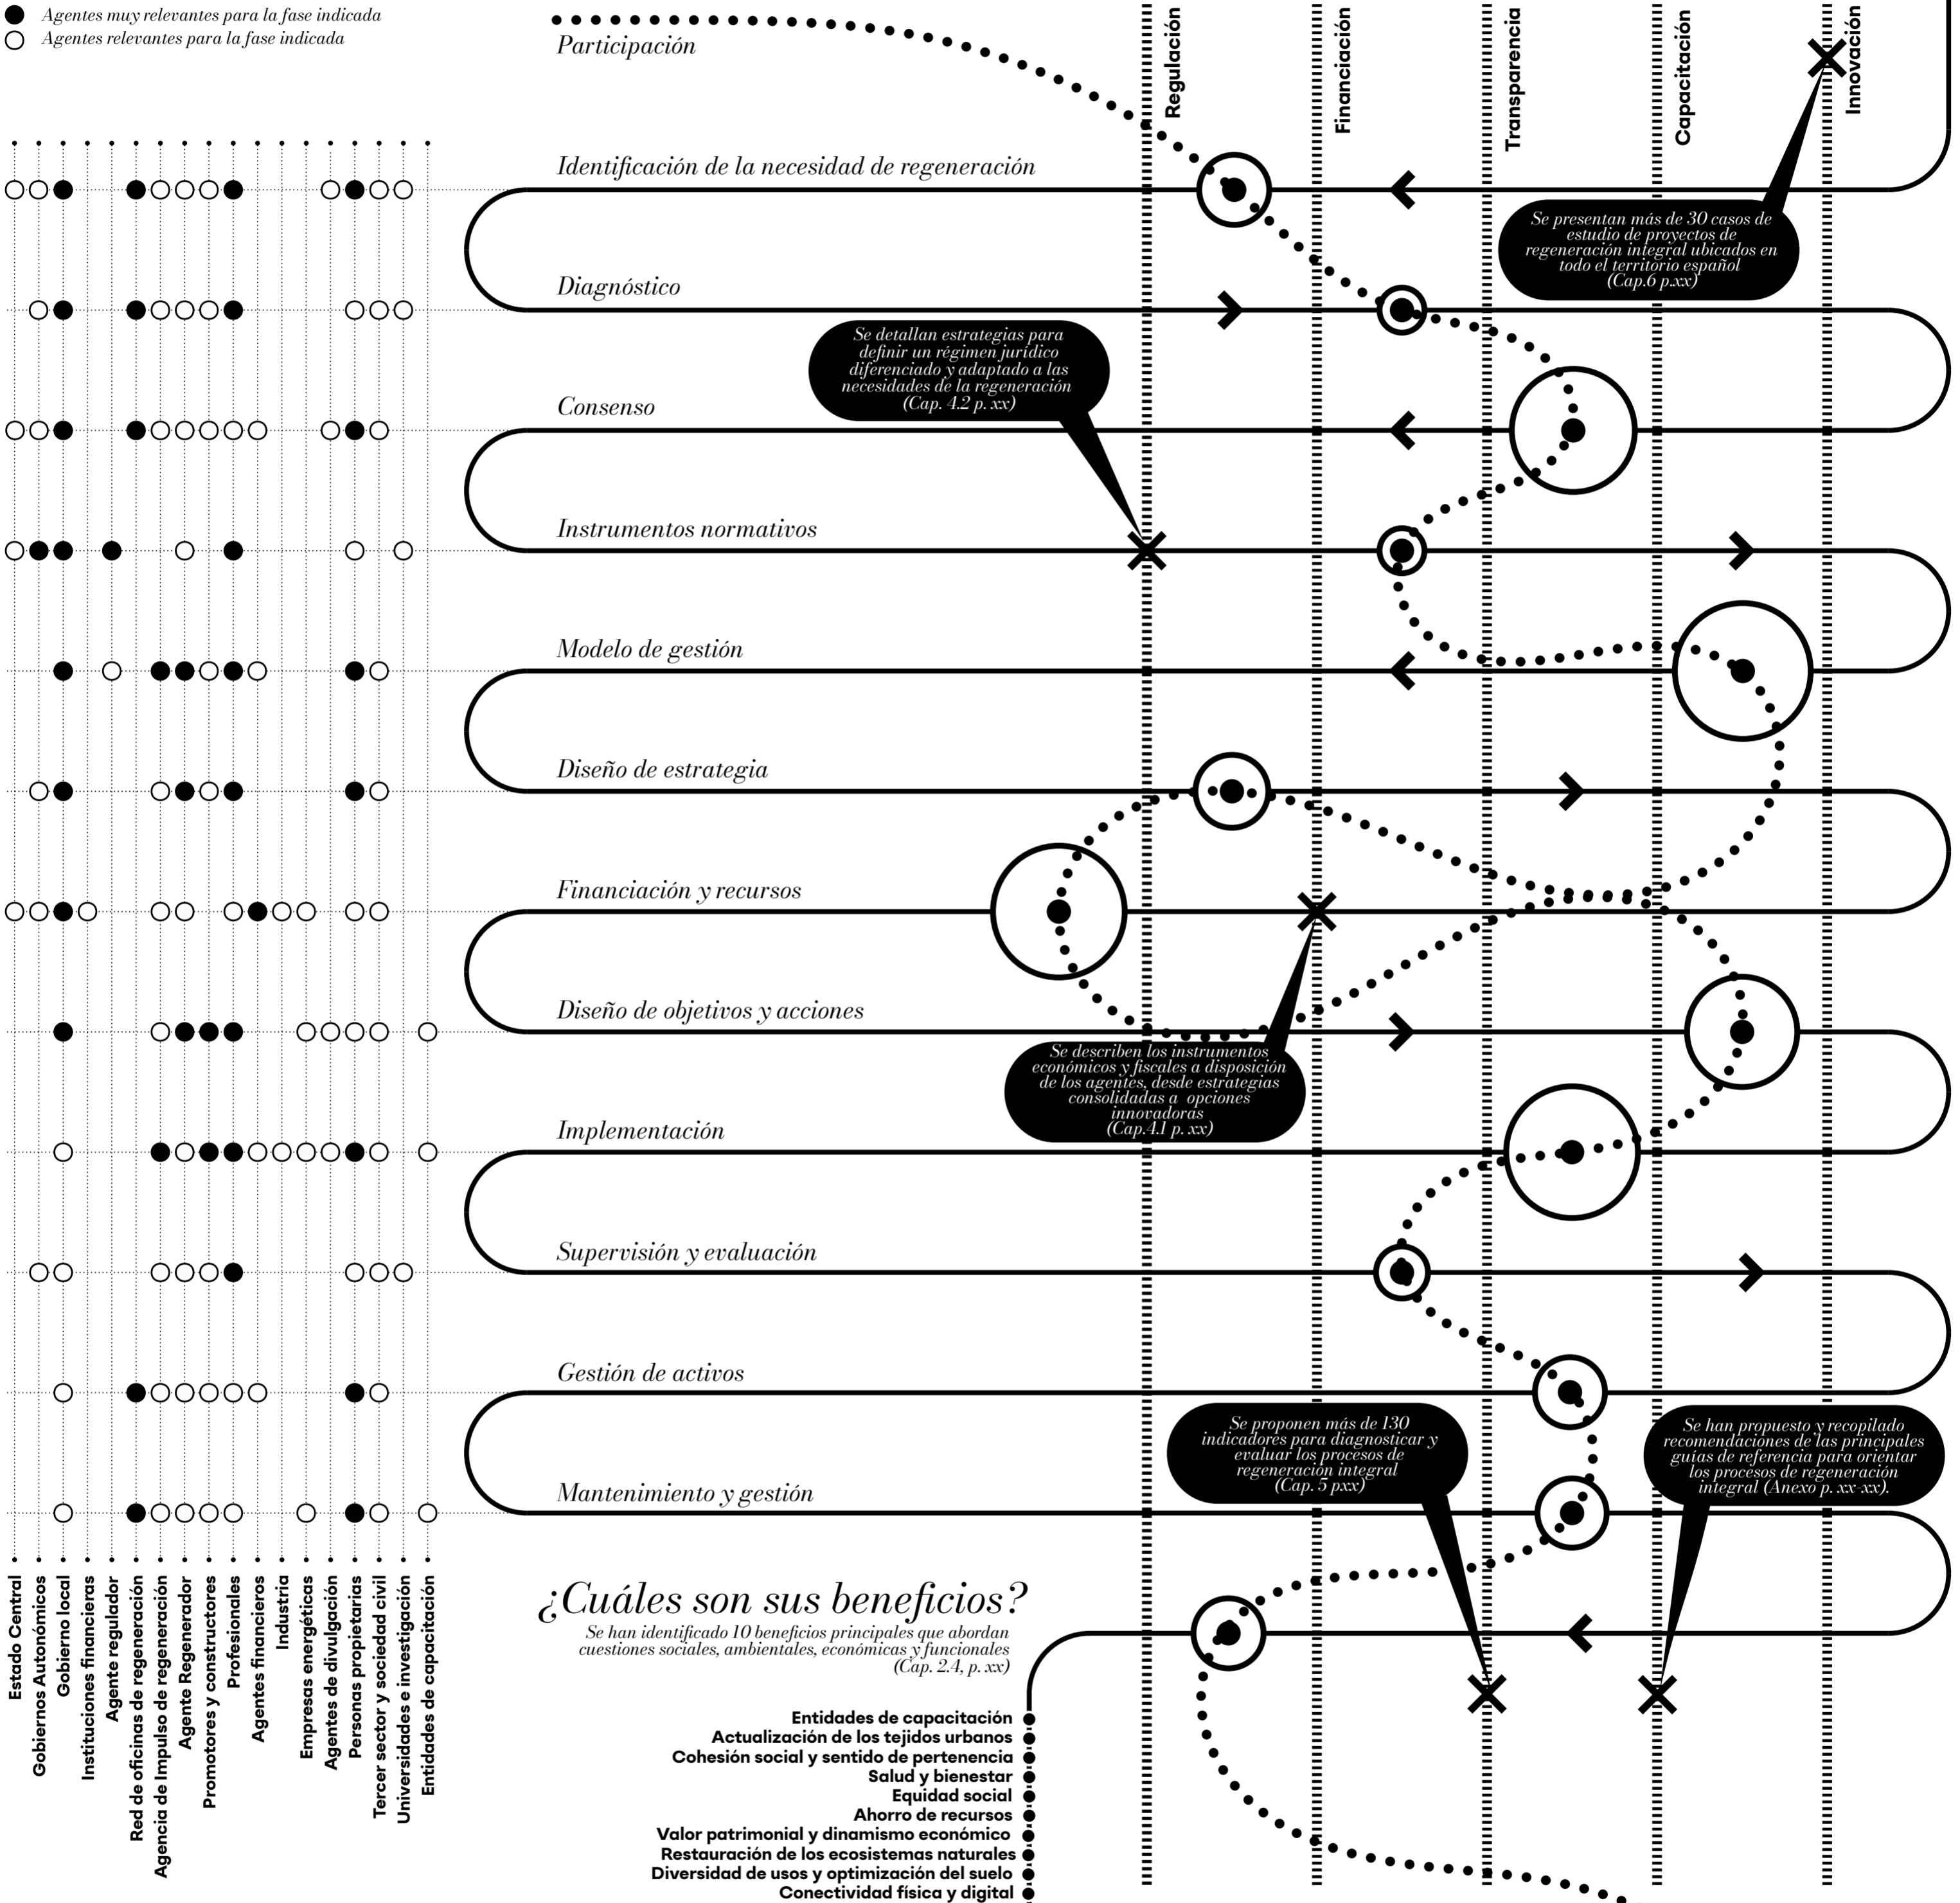 Agentes muy relevantes para la fase indicada
Agentes relevantes para la fase indicada
Participación
Regulación
Financiación
Transparencia
Capacitación
Innovación
Identificación de la necesidad de regeneración
Se presentan más de 30 casos de
estudio de proyectos de
regeneración integral ubicados en
todo el territorio español
(Cap.6 p.xx)
Diagnóstico
Se detallan estrategias para
definir un régimen jurídico
diferenciado y adaptado a las
necesidades de la regeneración
(Cap. 4.2 p. xx)
Consenso
Instrumentos normativos
Modelo de gestión
Diseño de estrategia
Financiación y recursos
Diseño de objetivos y acciones
Se describen los instrumentos
económicos y fiscales a disposición
de los agentes, desde estrategias
consolidadas a opciones
innovadoras
(Cap.4.1 p. xx)
Implementación
Supervisión y evaluación
Gestión de activos
Se proponen más de 130
indicadores para diagnosticar y
evaluar los procesos de
regeneración integral
(Cap. 5 pxx)
Se han propuesto y recopilado
recomendaciones de las principales
guías de referencia para orientar
los procesos de regeneración
integral (Anexo p. xx-xx).
Mantenimiento y gestión
Estado Central
Gobiernos Autonómicos
Gobierno local
Instituciones financieras
Agente regulador
Red de oficinas de regeneración
Agencia de Impulso de regeneración
Agente Regenerador
Promotores y constructores
Profesionales
Agentes financieros
Industria
Empresas energéticas
Agentes de divulgación
Personas propietarias
Tercer sector y sociedad civil
Universidades e investigación
Entidades de capacitación
¿Cuáles son sus beneficios?
Se han identificado 10 beneficios principales que abordan
cuestiones sociales, ambientales, económicas y funcionales
(Cap. 2.4, p. xx)
Entidades de capacitación
Actualización de los tejidos urbanos
Cohesión social y sentido de pertenencia
Salud y bienestar
Equidad social
Ahorro de recursos
Valor patrimonial y dinamismo económico
Restauración de los ecosistemas naturales
Diversidad de usos y optimización del suelo
Conectividad física y digital